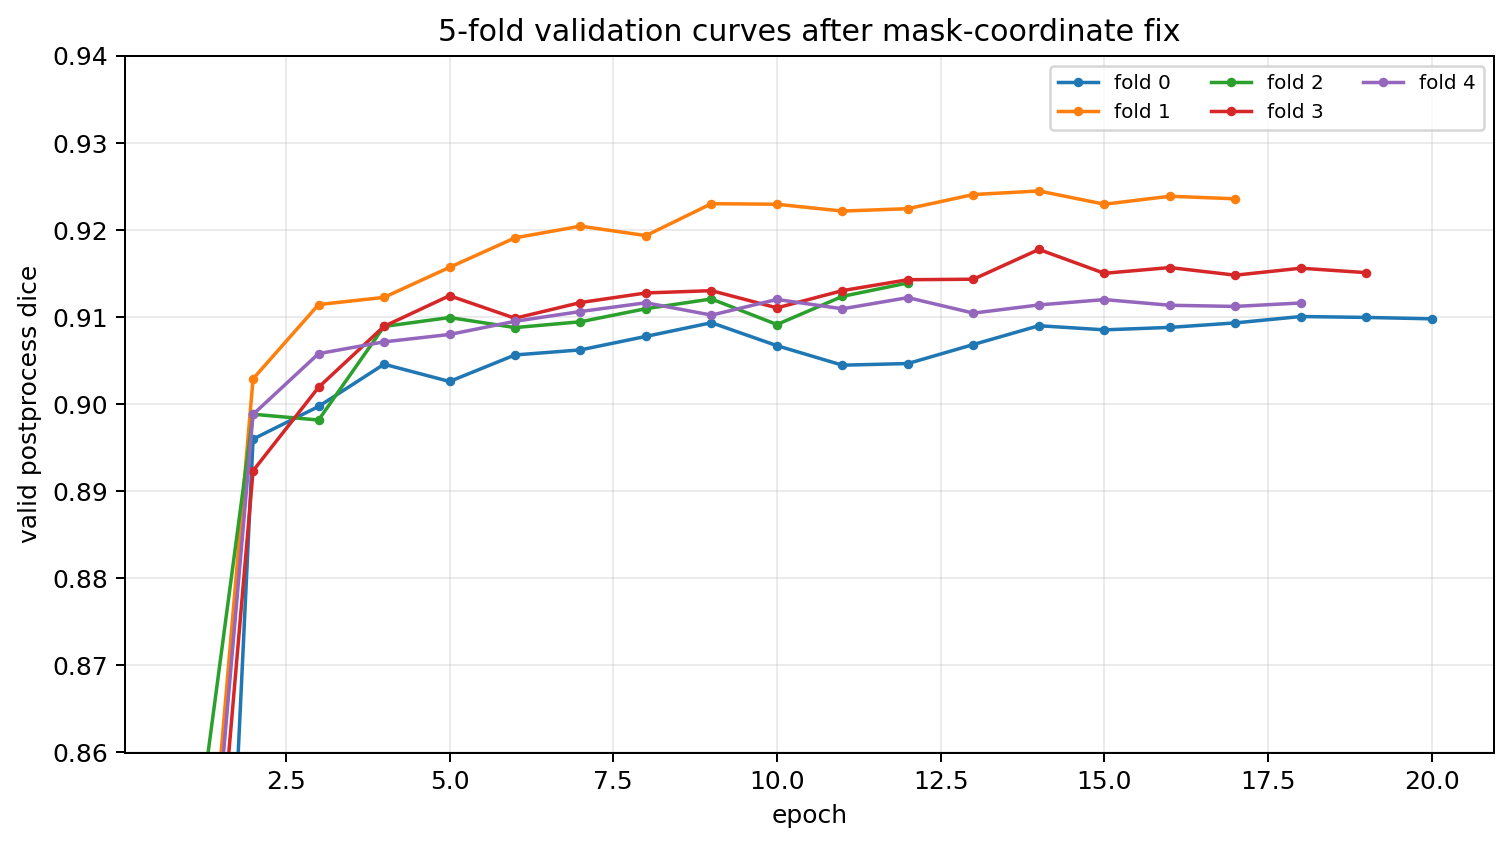 5-fold validation curves after mask-coordinate fix
fold 0
fold 2
fold 4
fold 1
fold 3
0.94
0.93
0.92
0.91
0.90
0.89
0.88
0.87
0.86
valid postprocess dice
2.5
5.0
7.5
10.0
12.5
15.0
17.5
20.0
epoch